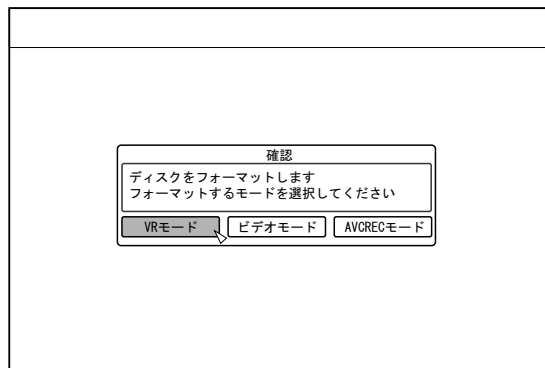 確認
ディスクをフォーマットします
フォーマットするモードを選択してください
VRモード ビデオモード AVCRECモード